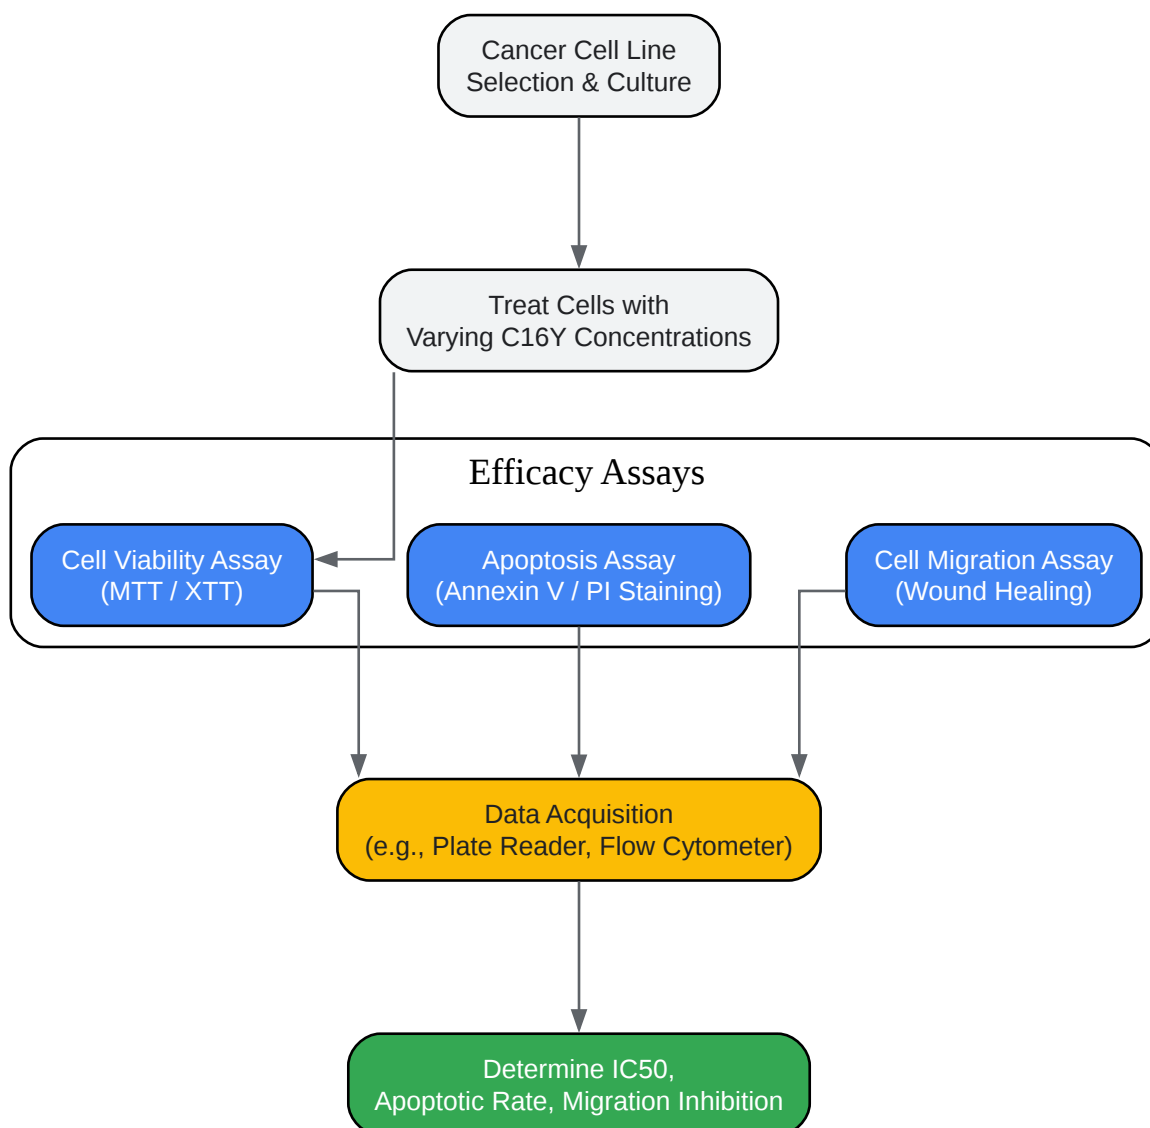 Cancer Cell Line
Selection & Culture
Treat Cells with
Varying C16Y Concentrations
Efficacy Assays
Cell Viability Assay
(MTT / XTT)
Apoptosis Assay
(Annexin V / PI Staining)
Cell Migration Assay
(Wound Healing)
Data Acquisition
(e.g., Plate Reader, Flow Cytometer)
Determine IC50,
Apoptotic Rate, Migration Inhibition